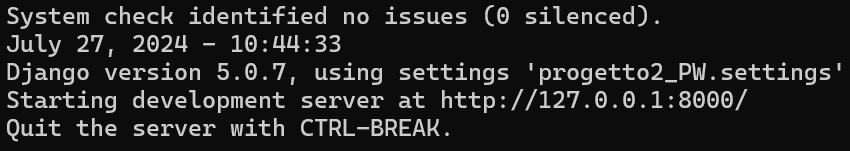 System check identified no issues (0 silenced).
July 27, 2024 - 10:44:33
Django version 5.0.7, using settings 'progetto2_PW.settings'
Starting development server at http://127.0.0.1:8000/
Quit the server with CTRL-BREAK.